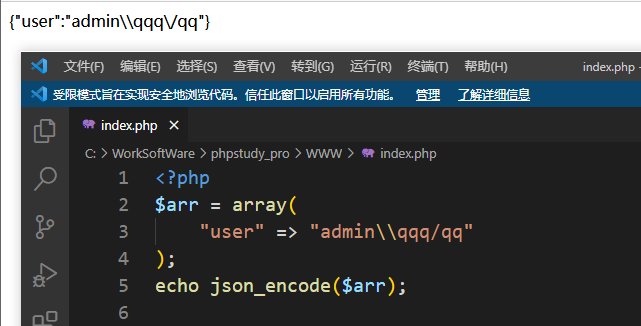 {"user":"admin\\qqq\/qq"}
文件(F) 编辑(E) 选择(S) 查看(V) 转到(G) 运行(R) 终端(T) 帮助(H) index.php -
受限模式旨在实现安全地浏览代码。信任此窗口以启用所有功能。 管理 了解详细信息
index.php ×
C: > WorkSoftWare > phpstudy_pro > WWW > index.php
1 <?php
2 $arr = array(
3 "user" => "admin\\qqq/qq"
4 );
5 echo json_encode($arr);
6